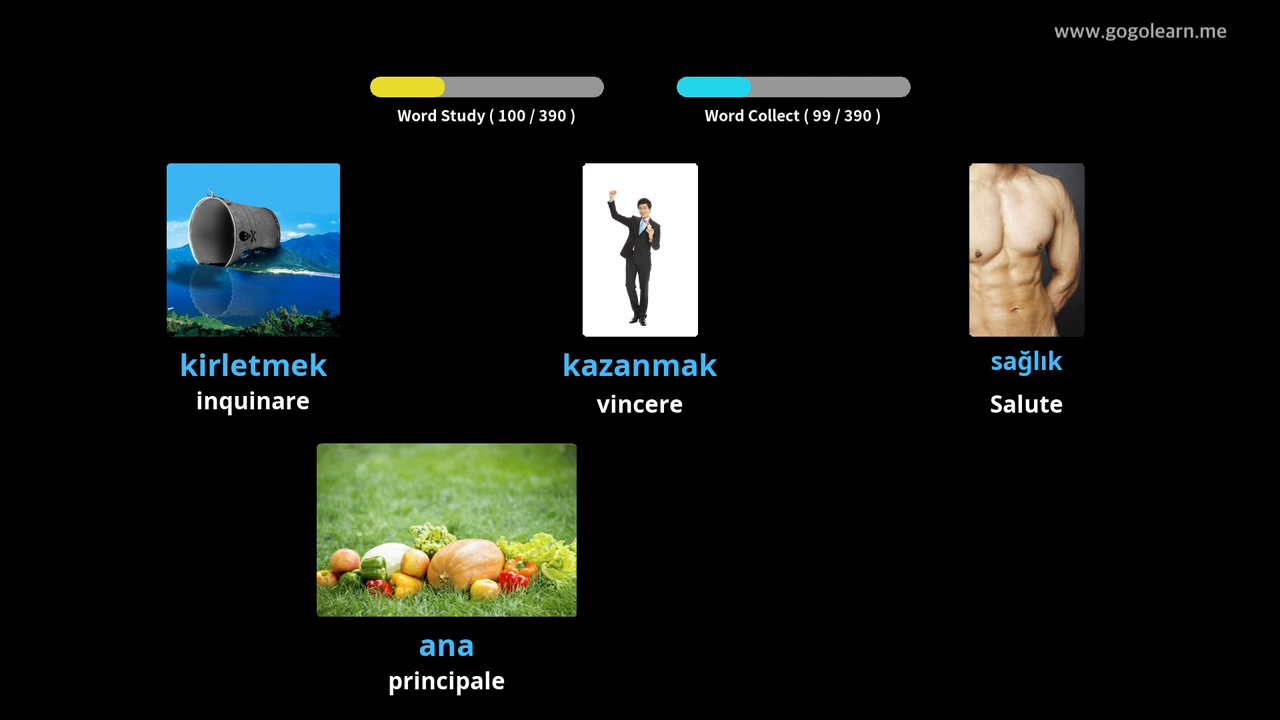 www.gogolearn.me
Word Study ( 100 / 390 )
Word Collect ( 99 / 390 )
kirletmek
inquinare
kazanmak
vincere
sağlık
Salute
ana
principale